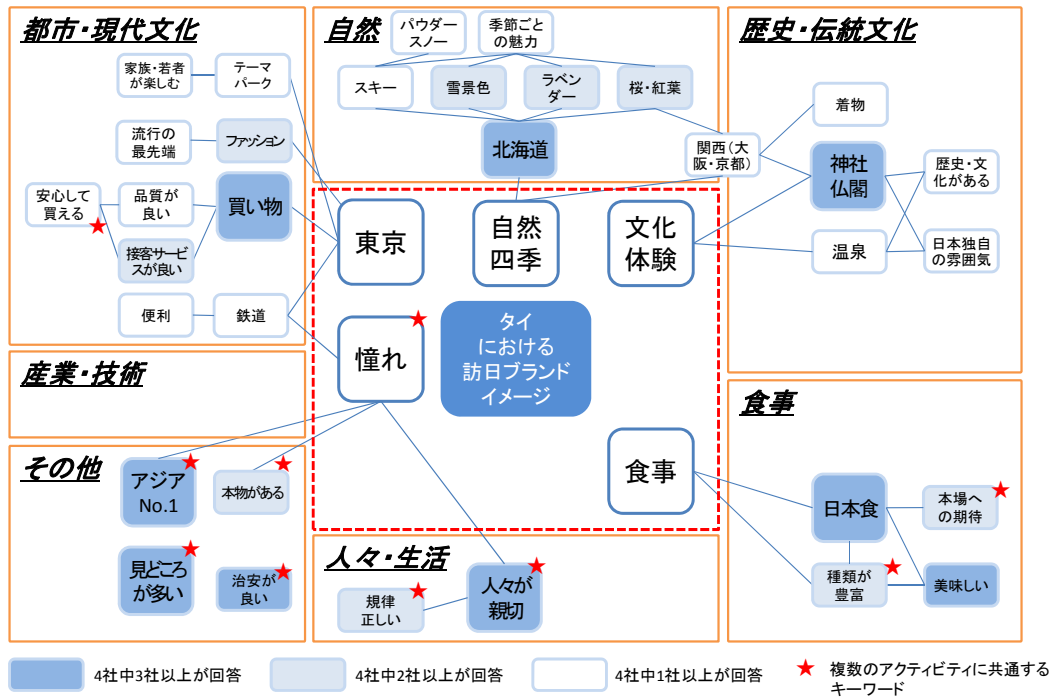 都市・現代文化
家族・若者
が楽しむ
テーマ
パーク
流行の
最先端
ファッション
安心して
買える
品質が
良い
買い物
接客サービ
スが良い
便利
鉄道
自然
パウダー
スノー
季節ごと
の魅力
スキー
雪景色
ラベン
ダー
桜・紅葉
北海道
関西(大
阪・京都)
歴史・伝統文化
着物
神社
仏閣
歴史・文
化がある
温泉
日本独自
の雰囲気
東京
自然
四季
文化
体験
憧れ
タイ
における
訪日ブランド
イメージ
食事
産業・技術
その他
アジア
No.1
本物がある
見どころ
が多い
治安が
良い
人々・生活
規律
正しい
人々が
親切
食事
日本食
本場へ
の期待
種類が
豊富
美味しい
4社中3社以上が回答
4社中2社以上が回答
4社中1社以上が回答
複数のアクティビティに共通する
キーワード